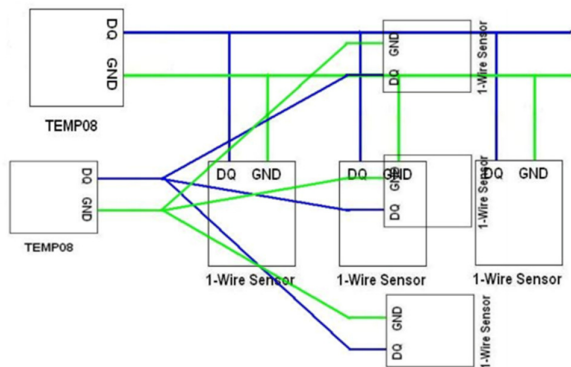 DQ
GND
TEMP08
GND
DQ
1-Wire Sensor
DQ
GND
TEMP08
DQ GND
1-Wire Sensor
DQ GND
1-Wire Sensor
DQ GND
1-Wire Sensor
GND
DQ
1-Wire Sensor
GND
DQ
1-Wire Sensor